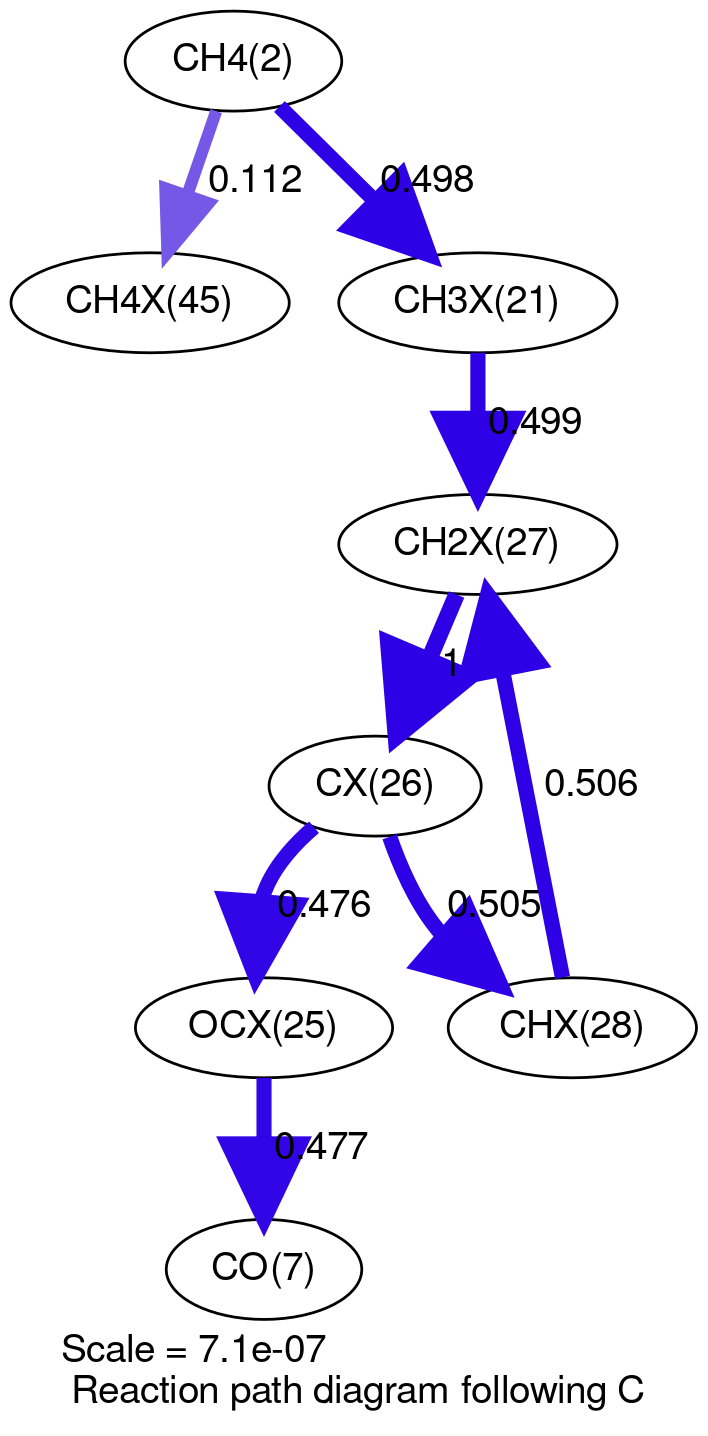 CH4(2)
0.112
0.498
CH4X(45)
CH3X(21)
0.499
CH2X(27)
1
CX(26)
0.506
0.476
0.505
OCX(25)
CHX(28)
0.477
CO(7)
Scale = 7.1e-07
Reaction path diagram following C